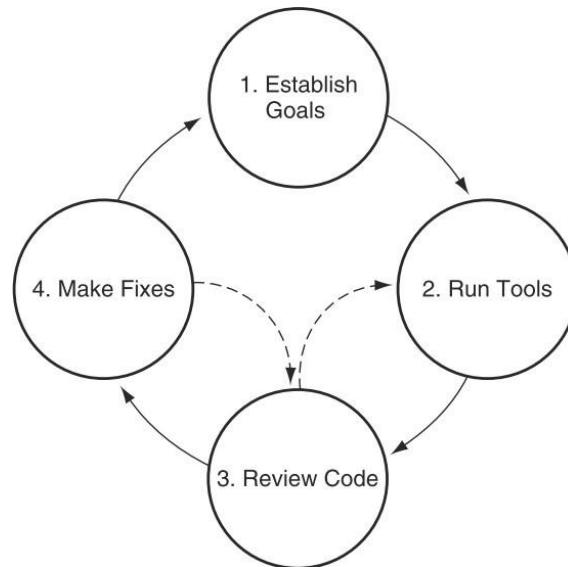 1. Establish
Goals
2. Run Tools
3. Review Code
4. Make Fixes